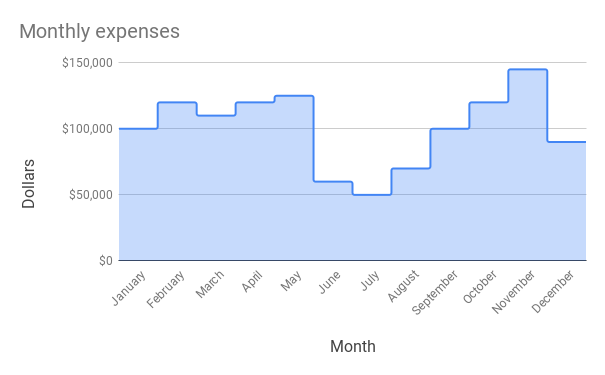 Monthly expenses
$150,000
$100,000
$50,000
$0
Dollars
January
February
March
April
May
June
July
August
September
October
November
December
Month